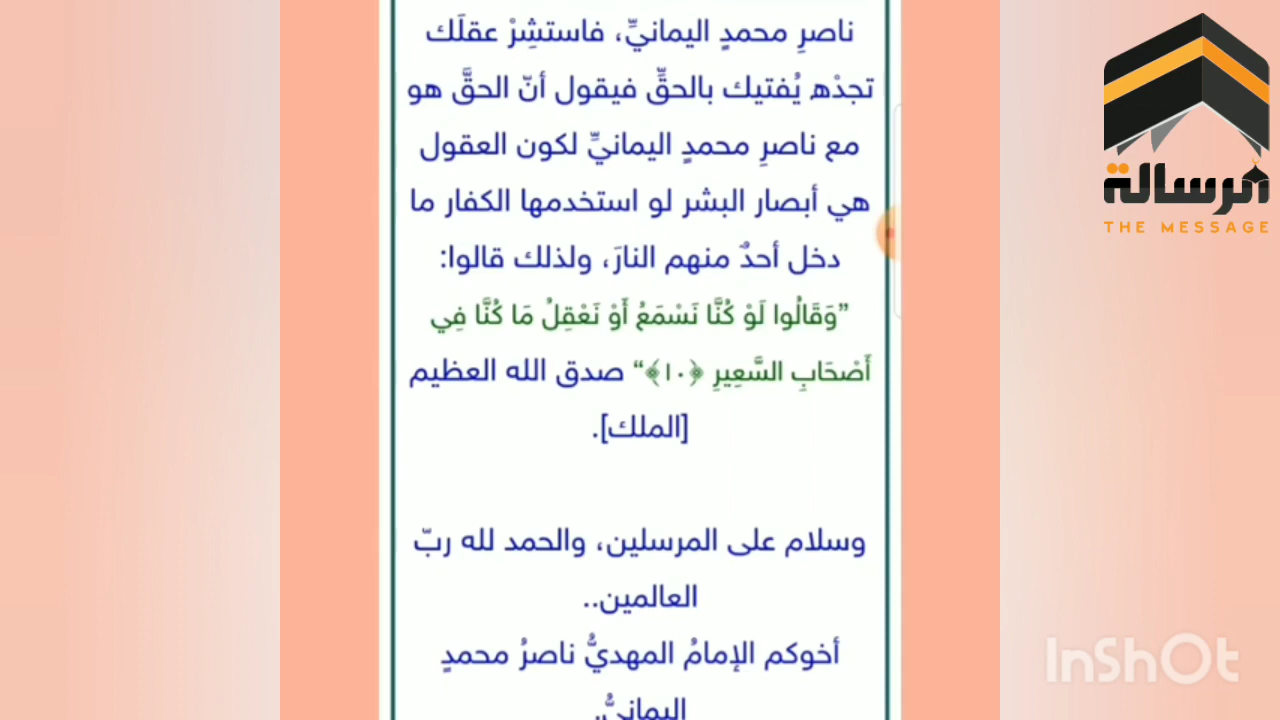 ناصرِ محمدٍ اليمانيِّ، فاستشِرْ عقلَك
تجدْه يُفتيك بالحقِّ فيقول أنّ الحقَّ هو
مع ناصرِ محمدٍ اليمانيِّ لكون العقول
هي أبصار البشر لو استخدمها الكفار ما
دخل أحدٌ منهم النارَ، ولذلك قالوا:
”وَقَالُوا لَوْ كُنَّا نَسْمَعُ أَوْ نَعْقِلُ مَا كُنَّا فِي
أَصْحَابِ السَّعِيرِ ﴿١٠﴾“ صدق الله العظيم
[الملك].
وسلام على المرسلين، والحمد لله ربّ
العالمين..
أخوكم الإمامُ المهديُّ ناصرُ محمدٍ
اليمانيُّ.
الرسالة
THE MESSAGE
InShOt